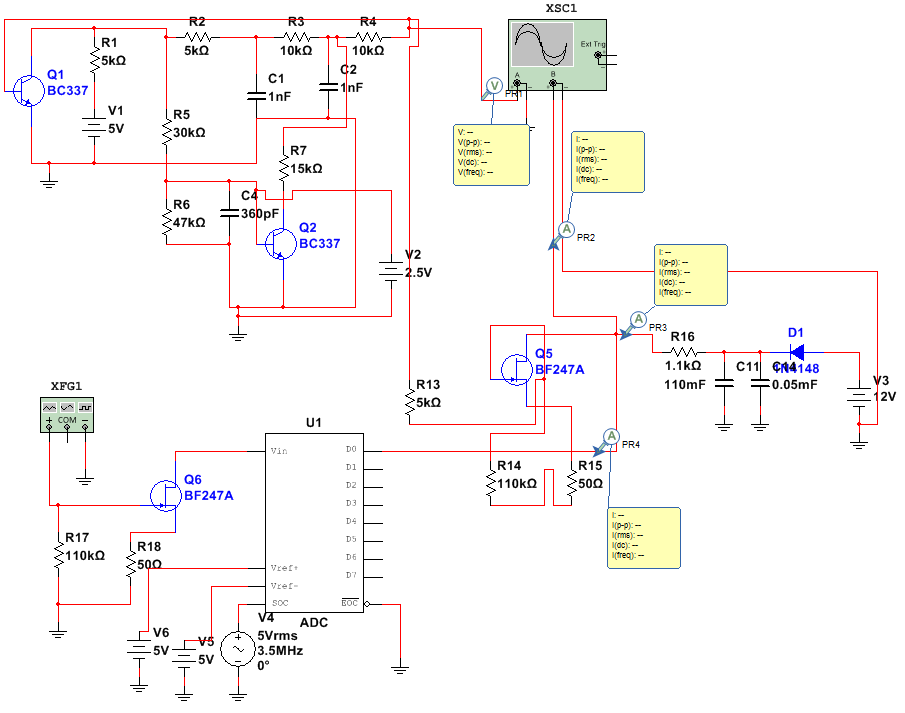 XSC1
Ext Trig
A
B
R2
5kΩ
R3
10kΩ
R4
10kΩ
R1
5kΩ
Q1
BC337
C1
1nF
C2
1nF
V
PR1
V1
5V
R5
30kΩ
V: --
V(p-p): --
V(rms): --
V(dc): --
V(freq): --
I: --
I(p-p): --
I(rms): --
I(dc): --
I(freq): --
R7
15kΩ
R6
47kΩ
C4
360pF
Q2
BC337
A
PR2
V2
2.5V
I: --
I(p-p): --
I(rms): --
I(dc): --
I(freq): --
A
PR3
R16
1.1kΩ
D1
1N4148
C11
110mF
C14
0.05mF
V3
12V
Q5
BF247A
R13
5kΩ
XFG1
COM
U1
Vin
D0
D1
D2
D3
D4
D5
D6
D7
Vref+
Vref-
SOC
EOC
ADC
A
PR4
R14
110kΩ
R15
50Ω
I: --
I(p-p): --
I(rms): --
I(dc): --
I(freq): --
Q6
BF247A
R17
110kΩ
R18
50Ω
V6
5V
V5
5V
V4
5Vrms
3.5MHz
0°